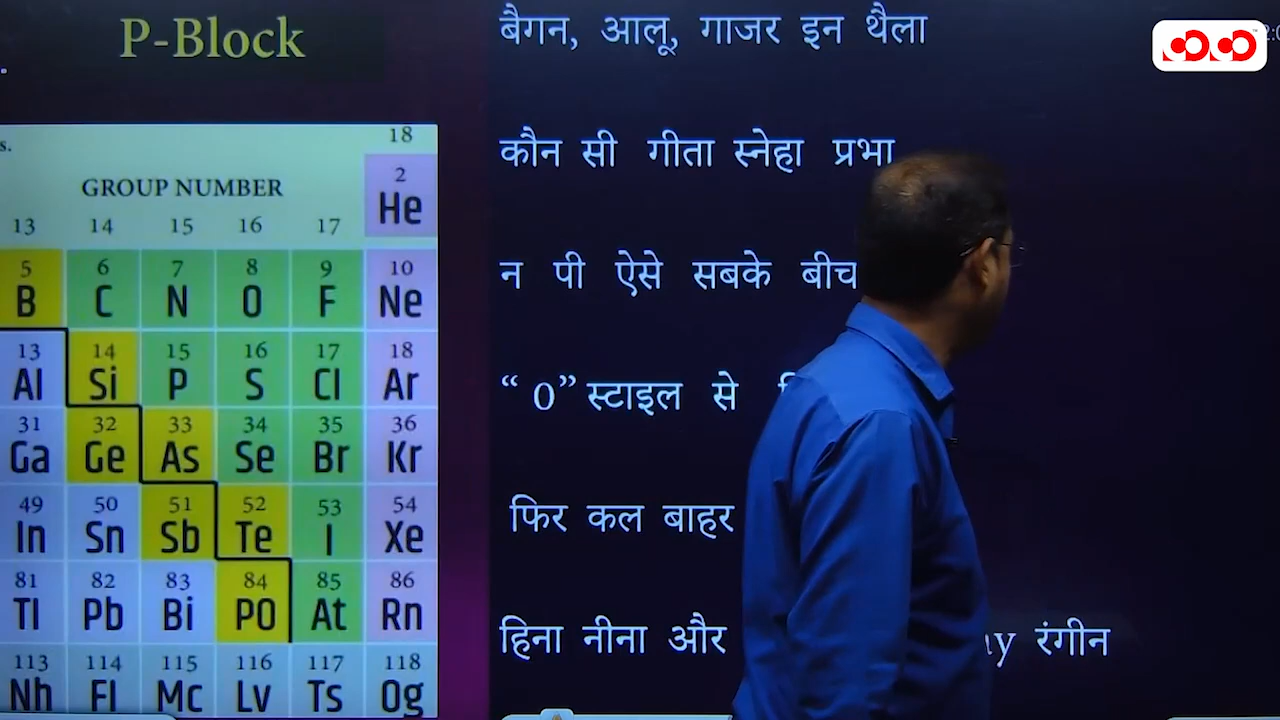 P-Block
s.
18
GROUP NUMBER
2
He
13 14 15 16 17
5 6 7 8 9 10
B C N O F Ne
13 14 15 16 17 18
Al Si P S Cl Ar
31 32 33 34 35 36
Ga Ge As Se Br Kr
49 50 51 52 53 54
In Sn Sb Te I Xe
81 82 83 84 85 86
Tl Pb Bi PO At Rn
113 114 115 116 117 118
Nh Fl Mc Lv Ts Og
बैगन, आलू, गाजर इन थैला
कौन सी गीता स्नेहा प्रभा
न पी ऐसे सबके बीच
“ 0” स्टाइल से
फिर कल बाहर
हिना नीना और रंगीन